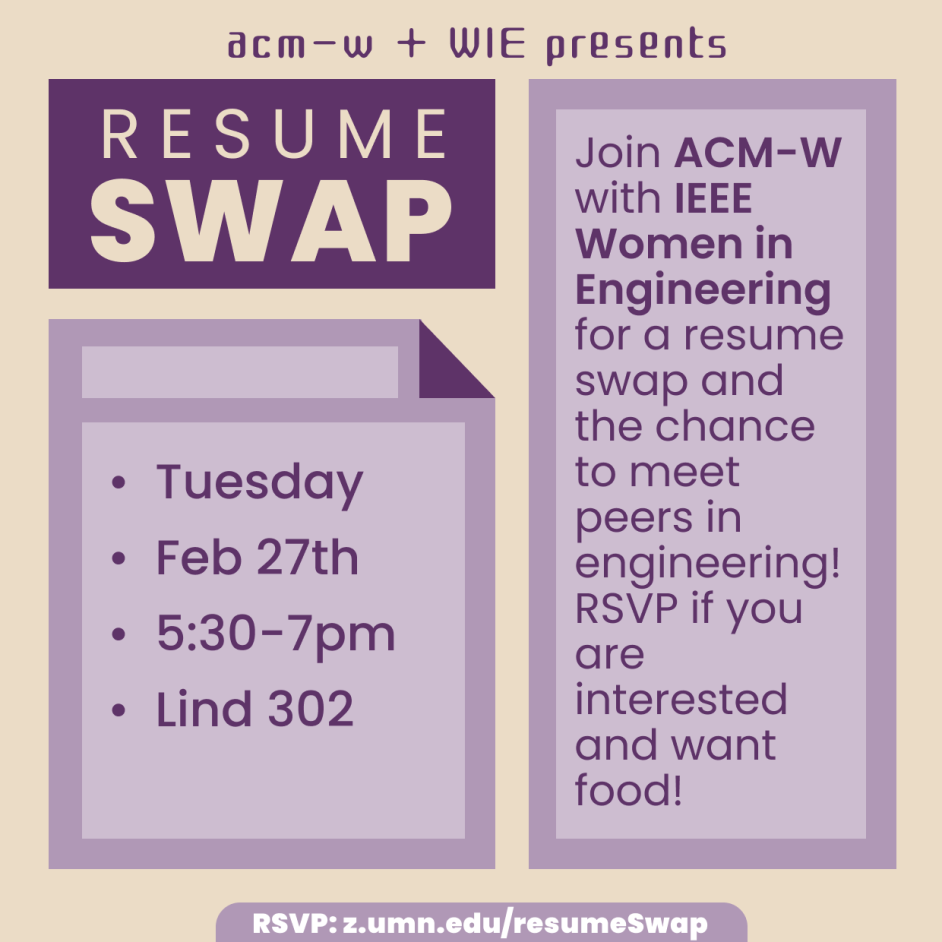 acm-w + WIE presents
RESUME
SWAP
• Tuesday
• Feb 27th
• 5:30-7pm
• Lind 302
Join ACM-W
with IEEE
Women in
Engineering
for a resume
swap and
the chance
to meet
peers in
engineering!
RSVP if you
are
interested
and want
food!
RSVP: z.umn.edu/resumeSwap